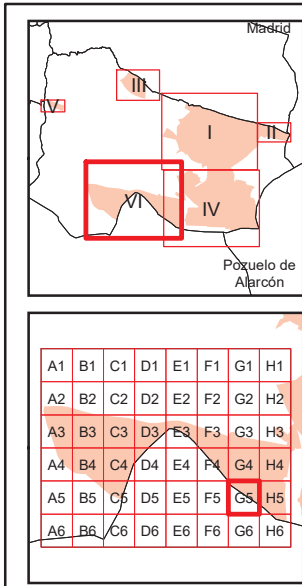 Madrid
III
V
I
II
VI
IV
Pozuelo de
Alarcón
A1 B1 C1 D1 E1 F1 G1 H1
A2 B2 C2 D2 E2 F2 G2 H2
A3 B3 C3 D3 E3 F3 G3 H3
A4 B4 C4 D4 E4 F4 G4 H4
A5 B5 C5 D5 E5 F5 G5 H5
A6 B6 C6 D6 E6 F6 G6 H6